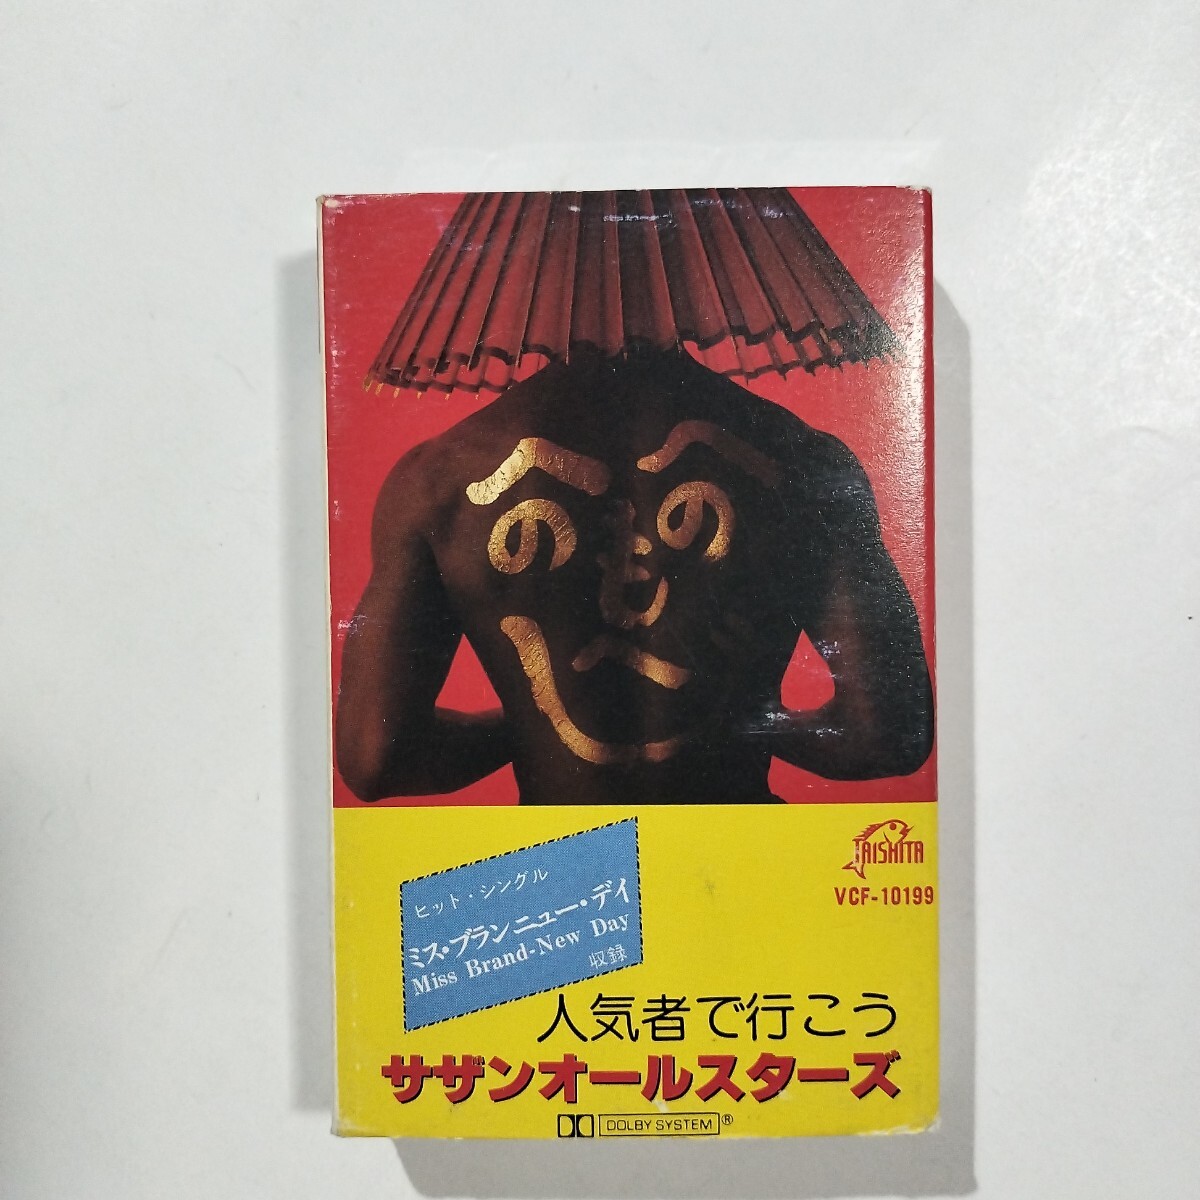 へ へ
の の
も
へ
じ
TAISHITA
VCF-10199
ヒット・シングル
ミス・ブランニュー・デイ
Miss Brand-New Day
収録
人気者で行こう
サザンオールスターズ
DOLBY SYSTEM®